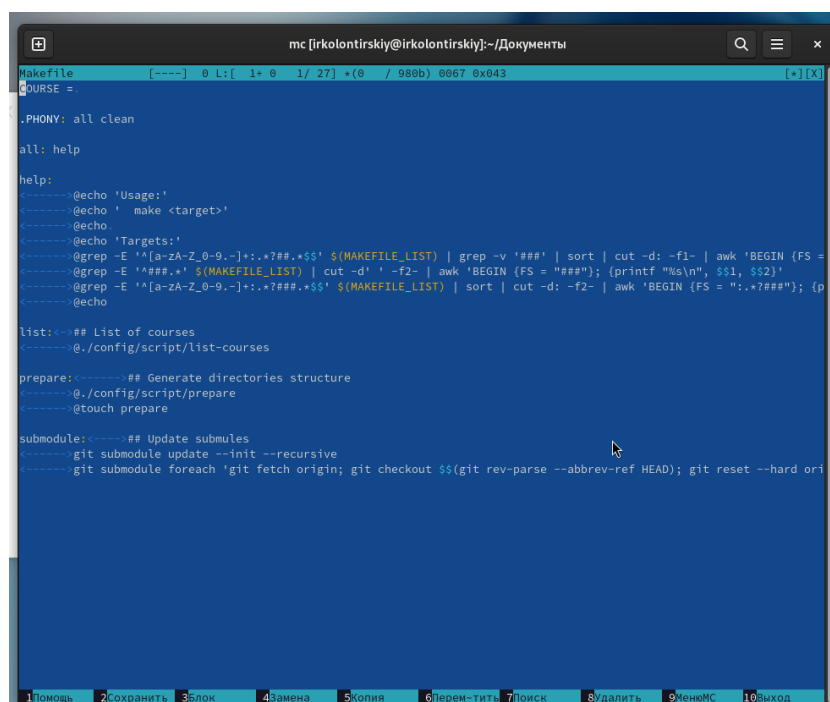 mc [irkolontirskiy@irkolontirskiy]:~/Документы
Makefile [----] 0 L:[ 1+ 0 1/ 27] *(0 / 980b) 0067 0x043 [*][X]
COURSE =.
.PHONY: all clean
all: help
help:
<------>@echo 'Usage:'
<------>@echo ' make <target>'
<------>@echo.
<------>@echo 'Targets:'
<------>@grep -E '^[a-zA-Z_0-9.-]+:.*?##.*$$' $(MAKEFILE_LIST) | grep -v '###' | sort | cut -d: -f1- | awk 'BEGIN {FS =
<------>@grep -E '^###.*' $(MAKEFILE_LIST) | cut -d' ' -f2- | awk 'BEGIN {FS = "###"}; {printf "%s\n", $$1, $$2}'
<------>@grep -E '^[a-zA-Z_0-9.-]+:.*?###.*$$' $(MAKEFILE_LIST) | sort | cut -d: -f2- | awk 'BEGIN {FS = ":.*?###"}; {p
<------>@echo
list:<->## List of courses
<------>@./config/script/list-courses
prepare:<------>## Generate directories structure
<------>@./config/script/prepare
<------>@touch prepare
submodule:<---->## Update submules
<------>git submodule update --init --recursive
<------>git submodule foreach 'git fetch origin; git checkout $$(git rev-parse --abbrev-ref HEAD); git reset --hard ori
1Помощь 2Сохранить 3Блок 4Замена 5Копия 6Перем~тить 7Поиск 8Удалить 9МенюMC 10Выход